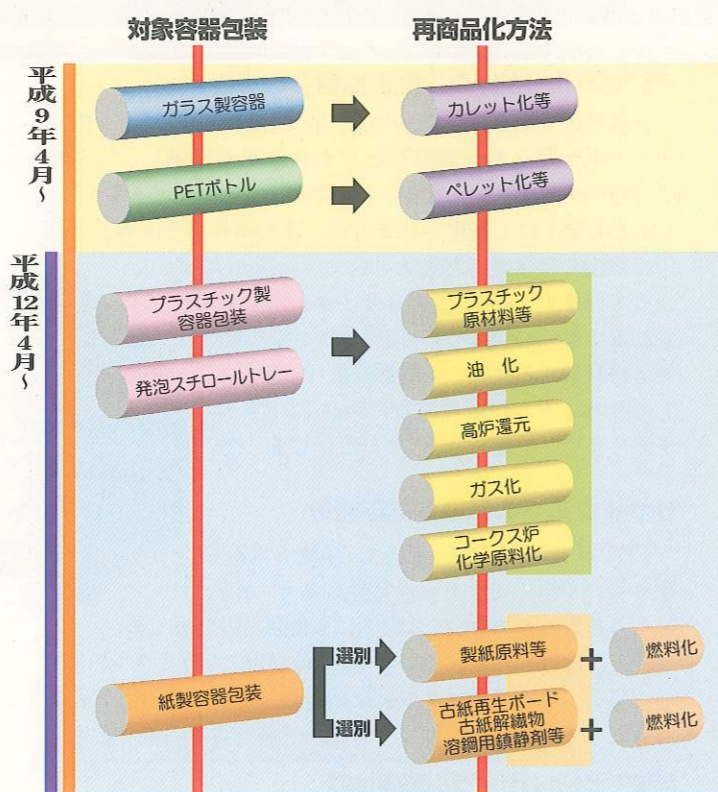 対象容器包装
再商品化方法
平成9年4月~
ガラス製容器
カレット化等
PETボトル
ペレット化等
平成12年4月~
プラスチック製
容器包装
プラスチック
原材料等
発泡スチロールトレー
油 化
高炉還元
ガス化
コークス炉
化学原料化
選別
製紙原料等
+
燃料化
紙製容器包装
選別
古紙再生ボード
古紙解繊物
溶鋼用鎮静剤等
+
燃料化